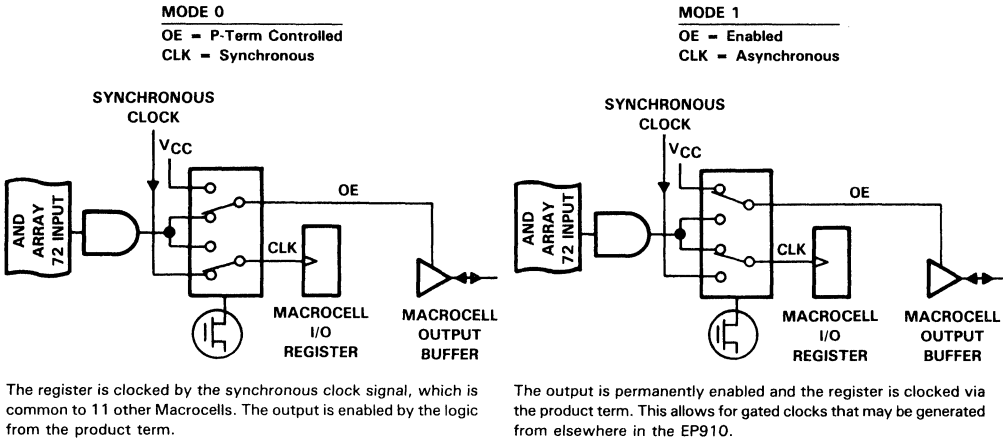 MODE 0
OE = P-Term Controlled
CLK = Synchronous
SYNCHRONOUS
CLOCK
VCC
AND
ARRAY
72 INPUT
OE
CLK
MACROCELL
I/O
REGISTER
MACROCELL
OUTPUT
BUFFER
The register is clocked by the synchronous clock signal, which is
common to 11 other Macrocells. The output is enabled by the logic
from the product term.
MODE 1
OE = Enabled
CLK = Asynchronous
SYNCHRONOUS
CLOCK
VCC
AND
ARRAY
72 INPUT
OE
CLK
MACROCELL
I/O
REGISTER
MACROCELL
OUTPUT
BUFFER
The output is permanently enabled and the register is clocked via
the product term. This allows for gated clocks that may be generated
from elsewhere in the EP910.